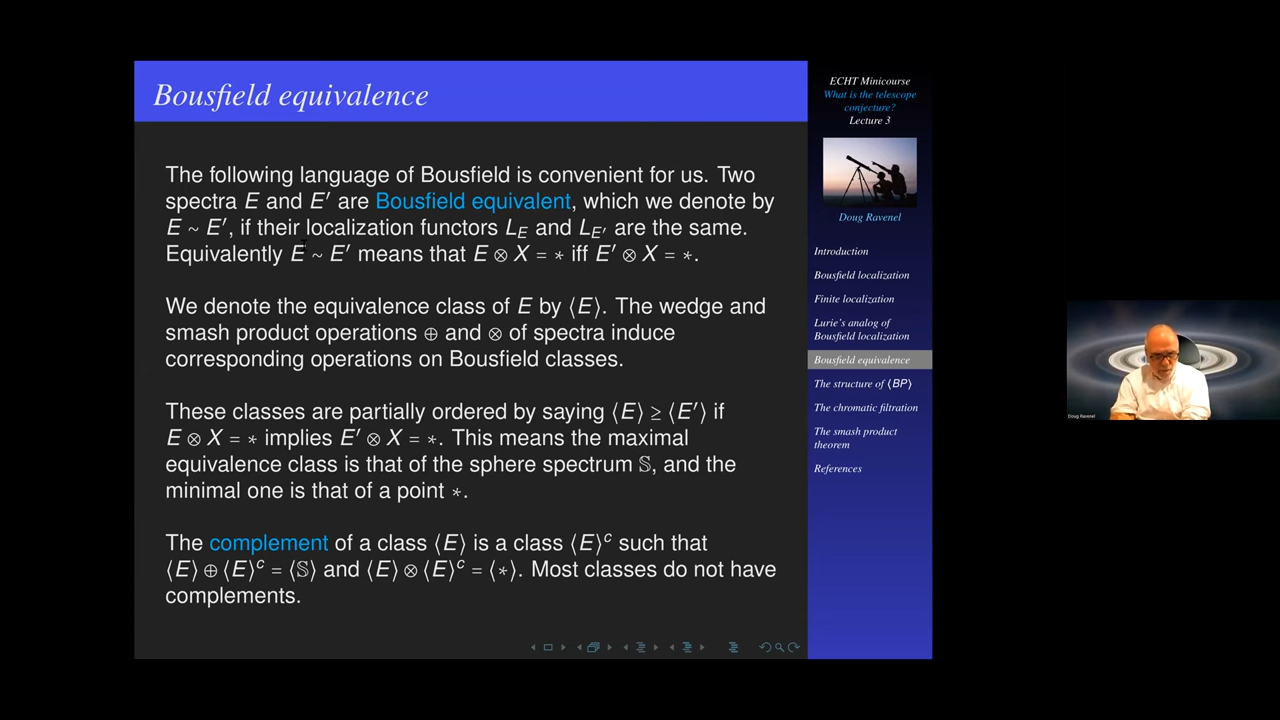 Bousfield equivalence
The following language of Bousfield is convenient for us. Two
spectra E and E′ are Bousfield equivalent, which we denote by
E ~ E′, if their localization functors L_E and L_E′ are the same.
Equivalently E ~ E′ means that E ⊗ X = * iff E′ ⊗ X = *.
We denote the equivalence class of E by ⟨E⟩. The wedge and
smash product operations ⊕ and ⊗ of spectra induce
corresponding operations on Bousfield classes.
These classes are partially ordered by saying ⟨E⟩ ≥ ⟨E′⟩ if
E ⊗ X = * implies E′ ⊗ X = *. This means the maximal
equivalence class is that of the sphere spectrum 𝕊, and the
minimal one is that of a point *.
The complement of a class ⟨E⟩ is a class ⟨E⟩ᶜ such that
⟨E⟩ ⊕ ⟨E⟩ᶜ = ⟨𝕊⟩ and ⟨E⟩ ⊗ ⟨E⟩ᶜ = ⟨*⟩. Most classes do not have
complements.
ECHT Minicourse
What is the telescope
conjecture?
Lecture 3
Doug Ravenel
Introduction
Bousfield localization
Finite localization
Lurie's analog of
Bousfield localization
Bousfield equivalence
The structure of ⟨BP⟩
The chromatic filtration
The smash product
theorem
References
Doug Ravenel